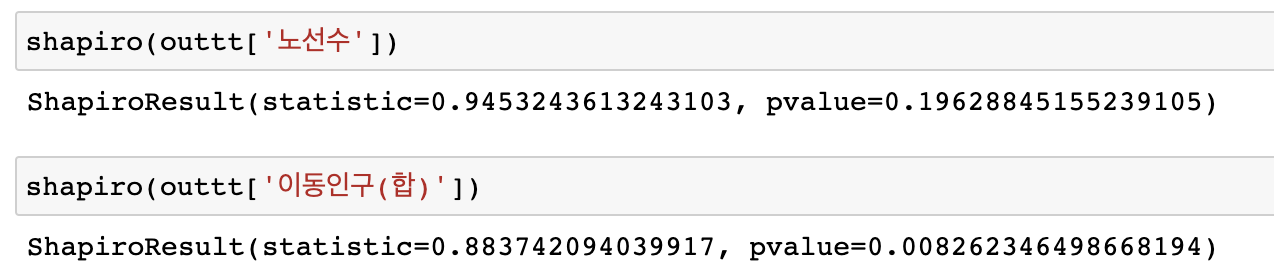 shapiro(outtt['노선수'])
ShapiroResult(statistic=0.9453243613243103, pvalue=0.19628845155239105)
shapiro(outtt['이동인구(합)'])
ShapiroResult(statistic=0.883742094039917, pvalue=0.008262346498668194)